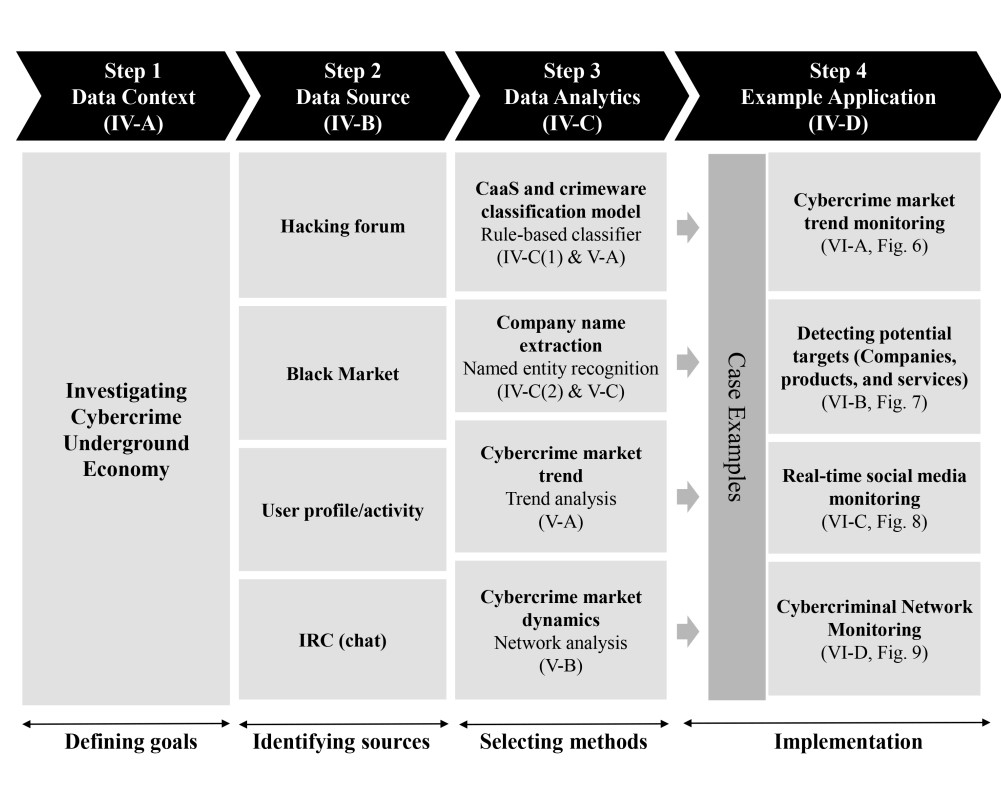 Step 1
Data Context
(IV-A)
Step 2
Data Source
(IV-B)
Step 3
Data Analytics
(IV-C)
Step 4
Example Application
(IV-D)
Investigating
Cybercrime
Underground
Economy
Hacking forum
Black Market
User profile/activity
IRC (chat)
CaaS and crimeware
classification model
Rule-based classifier
(IV-C(1) & V-A)
Company name
extraction
Named entity recognition
(IV-C(2) & V-C)
Cybercrime market
trend
Trend analysis
(V-A)
Cybercrime market
dynamics
Network analysis
(V-B)
Case Examples
Cybercrime market
trend monitoring
(VI-A, Fig. 6)
Detecting potential
targets (Companies,
products, and services)
(VI-B, Fig. 7)
Real-time social media
monitoring
(VI-C, Fig. 8)
Cybercriminal Network
Monitoring
(VI-D, Fig. 9)
Defining goals
Identifying sources
Selecting methods
Implementation